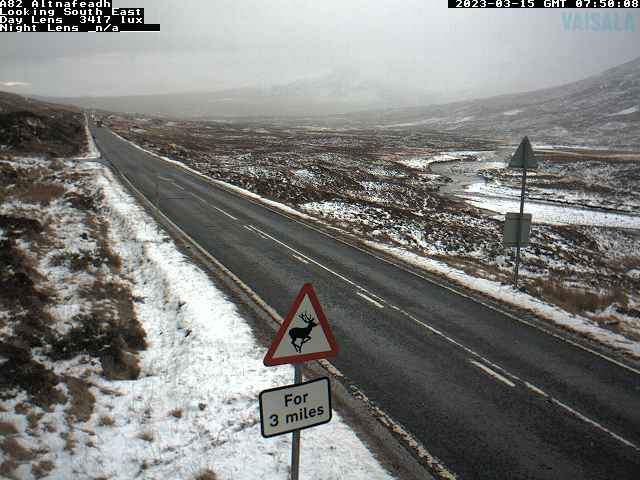 A82 Altnafeadh
Looking South East
Day Lens 3417 lux
Night Lens n/a
2023-03-15 GMT 07:50:08
VAISALA
For
3 miles